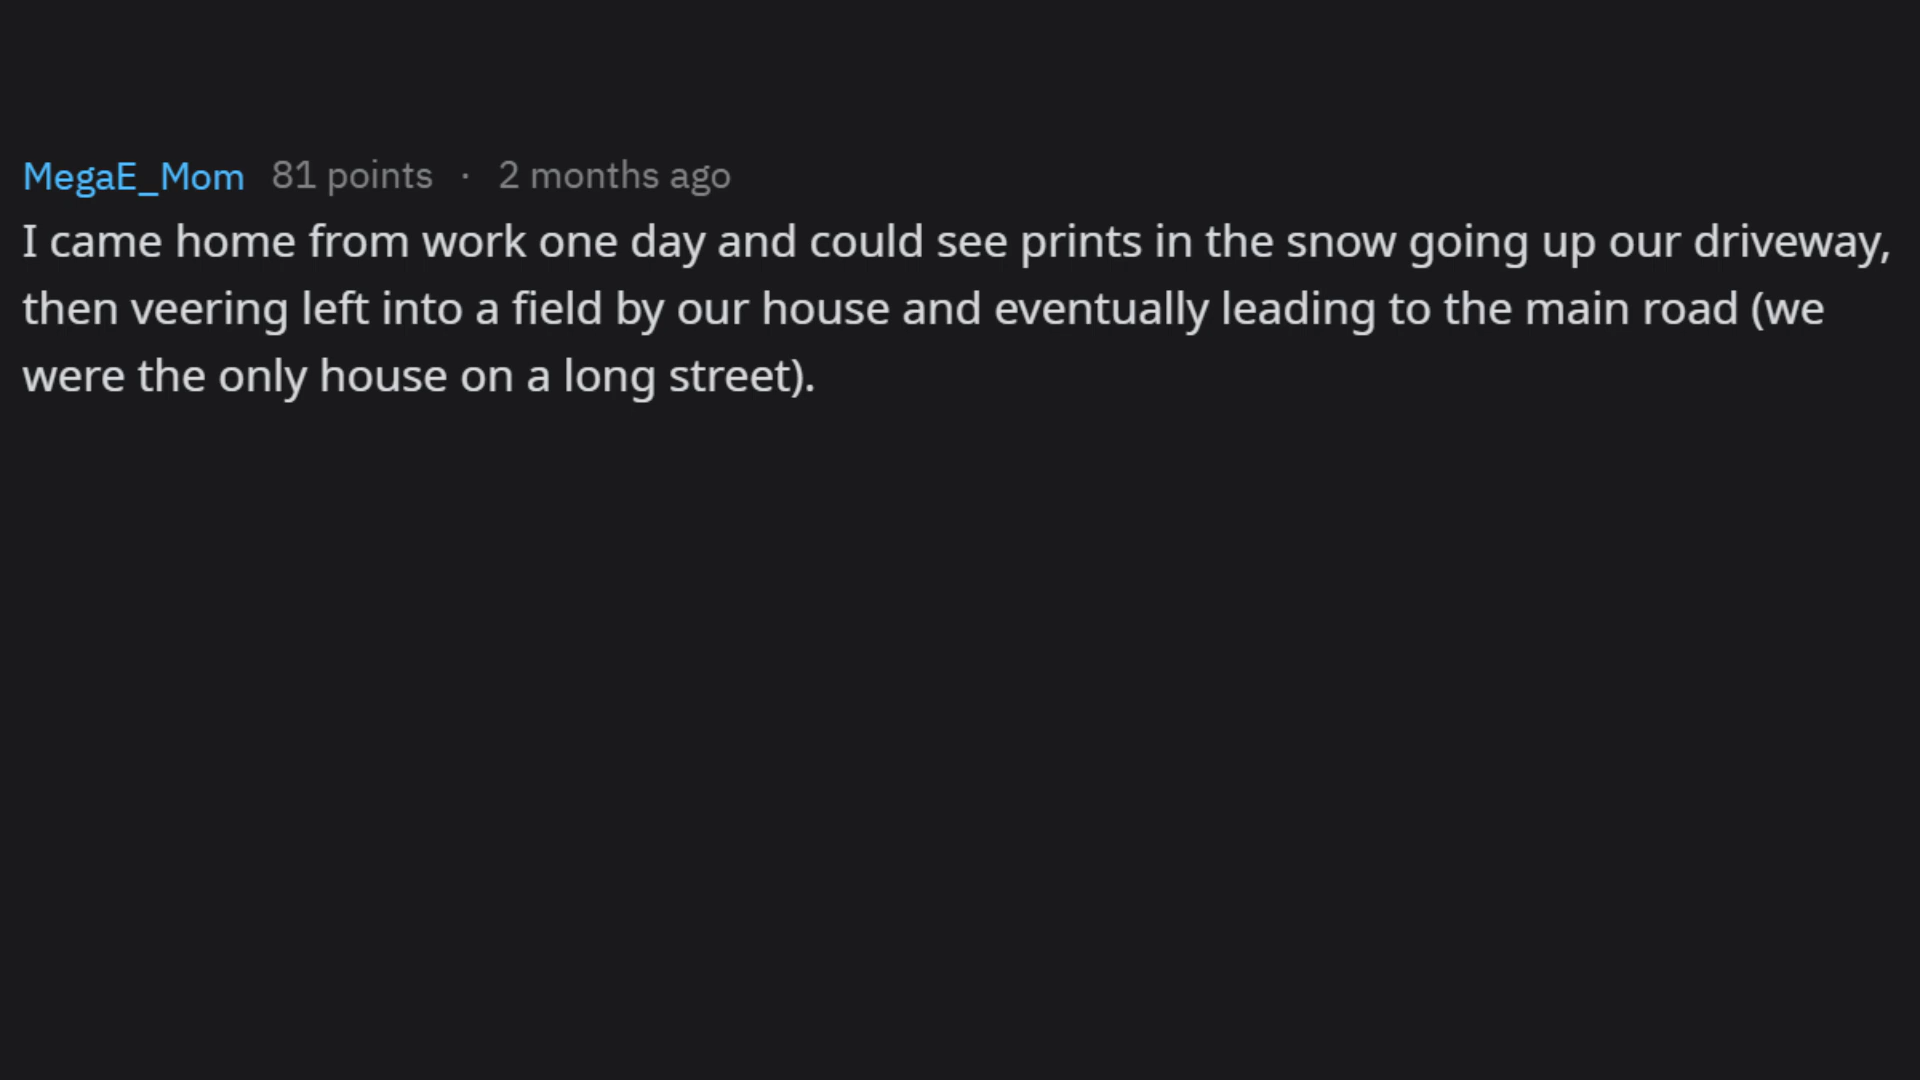 MegaE_Mom 81 points · 2 months ago
I came home from work one day and could see prints in the snow going up our driveway,
then veering left into a field by our house and eventually leading to the main road (we
were the only house on a long street).